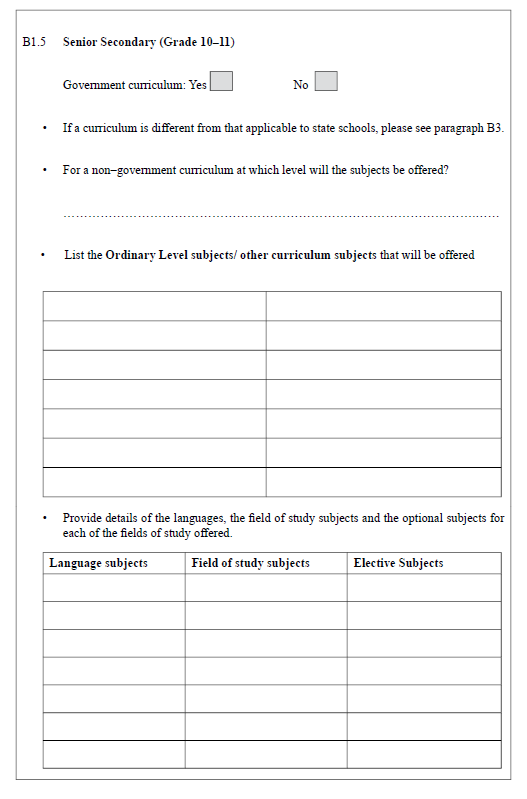 B1.5 Senior Secondary (Grade 10–11)
Government curriculum: Yes No
• If a curriculum is different from that applicable to state schools, please see paragraph B3.
• For a non–government curriculum at which level will the subjects be offered?
• List the Ordinary Level subjects/ other curriculum subjects that will be offered
• Provide details of the languages, the field of study subjects and the optional subjects for
each of the fields of study offered.
Language subjects Field of study subjects Elective Subjects